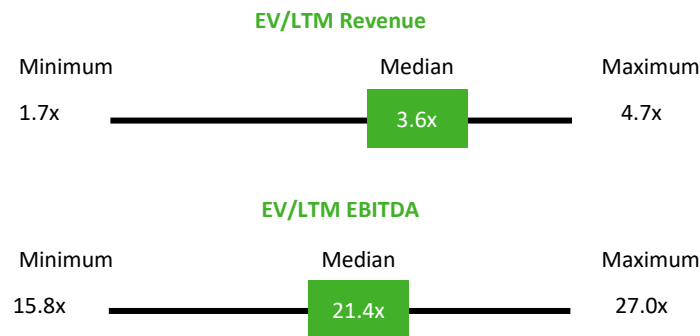 EV/LTM Revenue
Minimum Median Maximum
1.7x 3.6x 4.7x
EV/LTM EBITDA
Minimum Median Maximum
15.8x 21.4x 27.0x